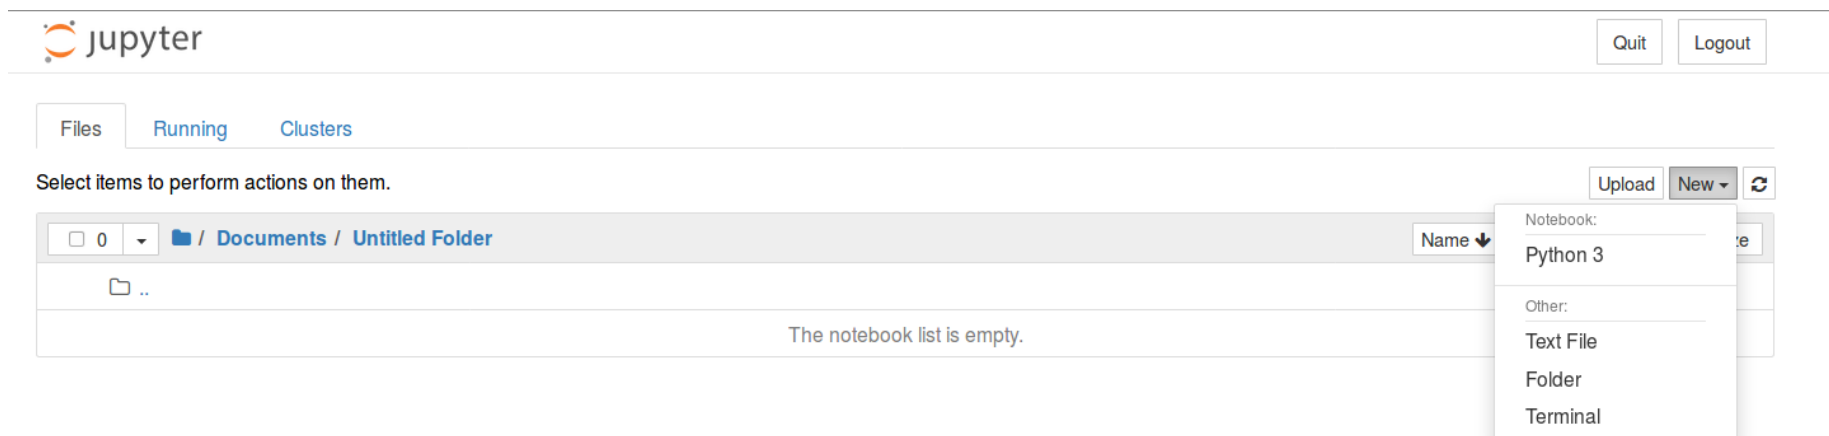 jupyter
Quit Logout
Files Running Clusters
Select items to perform actions on them.
Upload New
0 / Documents / Untitled Folder
Name
Notebook:
Python 3
..
Other:
The notebook list is empty.
Text File
Folder
Terminal